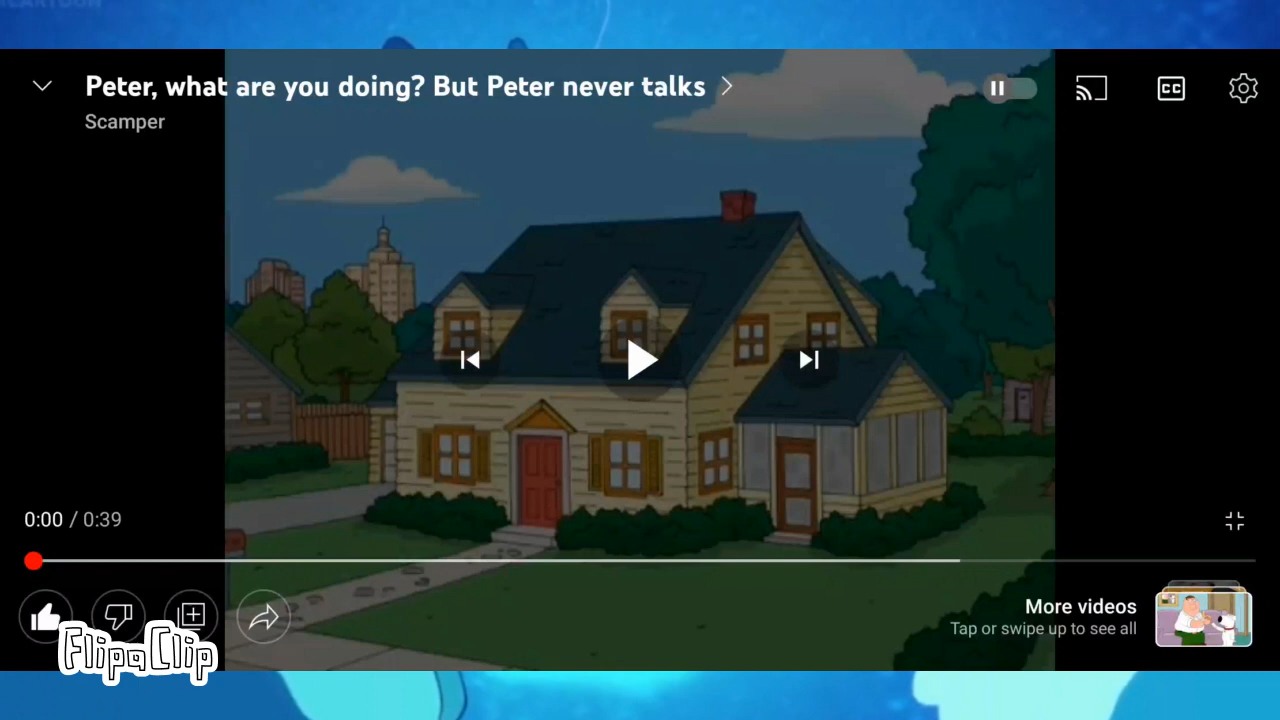 Peter, what are you doing? But Peter never talks
Scamper
CC
0:00 / 0:39
More videos
Tap or swipe up to see all
FlipaClip